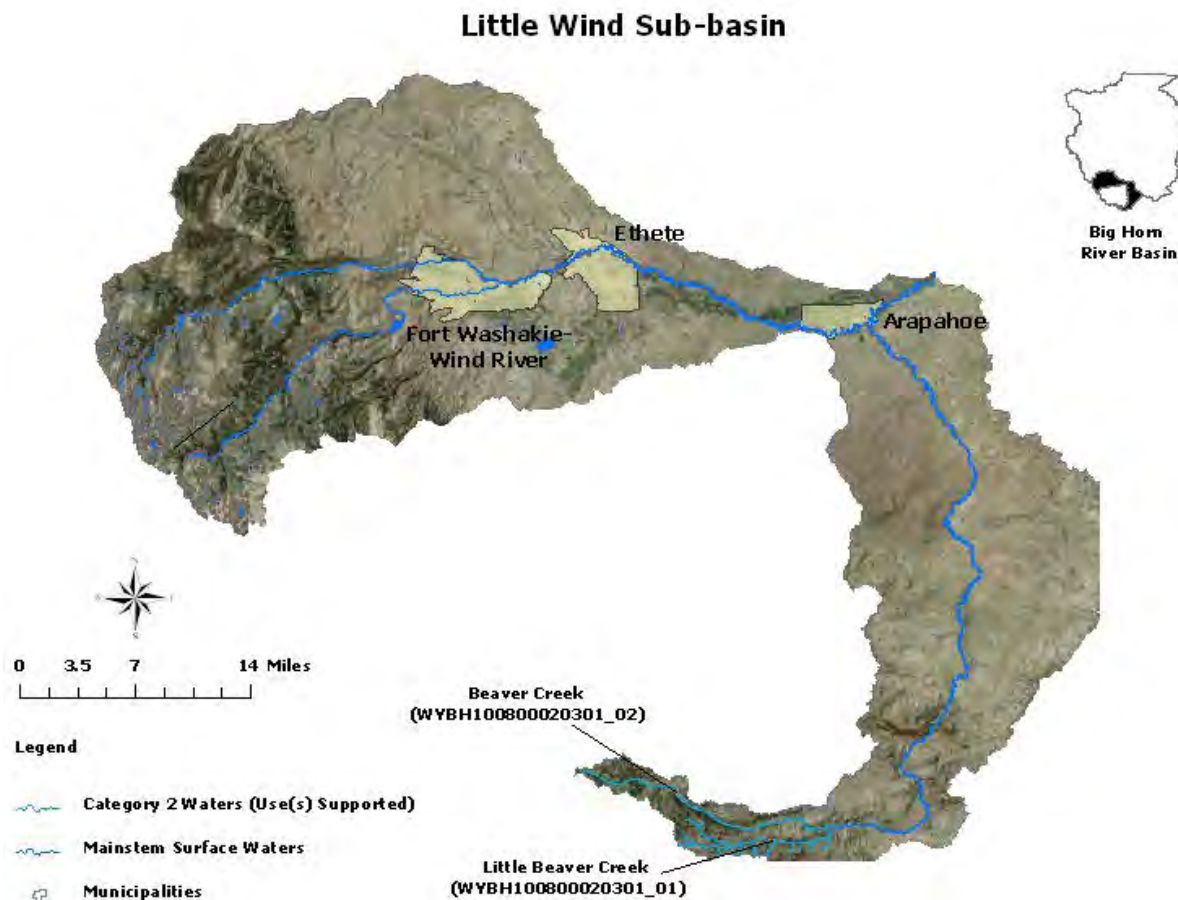 Little Wind Sub-basin
Big Horn
River Basin
Ethete
Arapahoe
Fort Washakie-
Wind River
0 3.5 7 14 Miles
Beaver Creek
(WYBH100800020301_02)
Legend
Category 2 Waters (Use(s) Supported)
Mainstem Surface Waters
Little Beaver Creek
(WYBH100800020301_01)
Municipalities